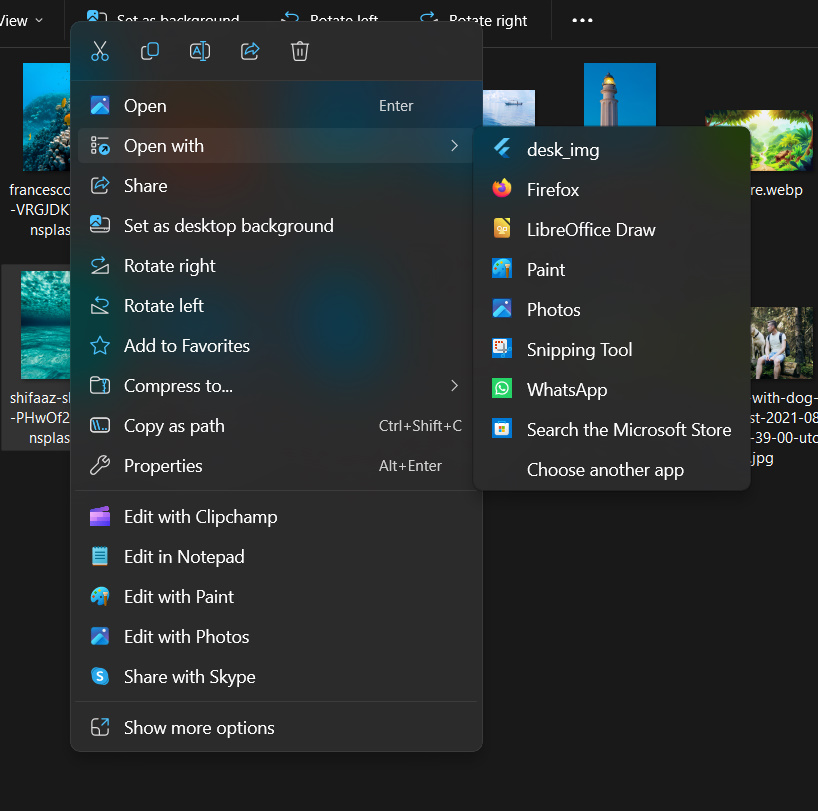 View
Set as background
Rotate left
Rotate right
Open
Enter
Open with
Share
Set as desktop background
Rotate right
Rotate left
Add to Favorites
Compress to...
Copy as path
Ctrl+Shift+C
Properties
Alt+Enter
Edit with Clipchamp
Edit in Notepad
Edit with Paint
Edit with Photos
Share with Skype
Show more options
desk_img
Firefox
LibreOffice Draw
Paint
Photos
Snipping Tool
WhatsApp
Search the Microsoft Store
Choose another app
francesco
-VRGJDK
nsplas
re.webp
shifaaz-sh
-PHwOf2
nsplas
-with-dog-
st-2021-08
-39-00-utc
.jpg